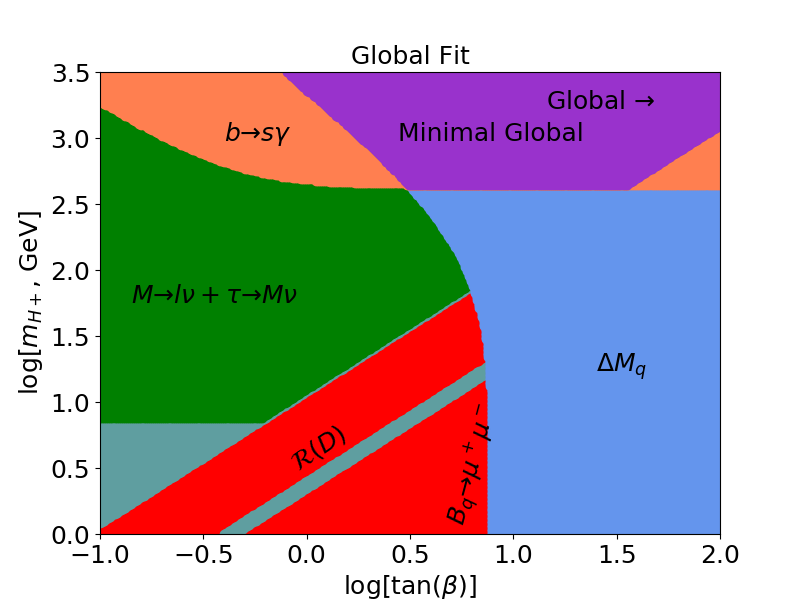 Global Fit
3.5
3.0
2.5
2.0
1.5
1.0
0.5
0.0
log[m_{H+}, GeV]
Global →
Minimal Global
b→sγ
M→lν + τ→Mν
ΔM_q
R(D)
B_q→μ⁺μ⁻
−1.0 −0.5 0.0 0.5 1.0 1.5 2.0
log[tan(β)]